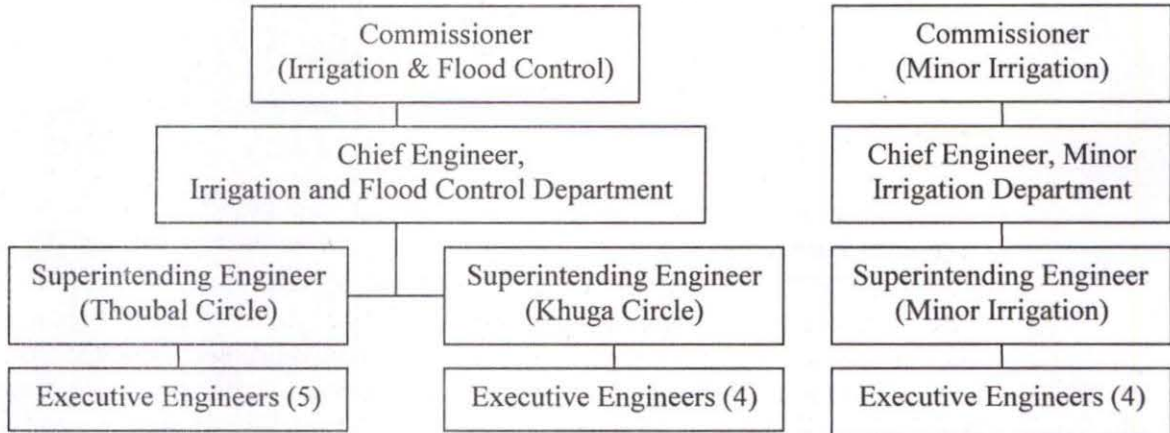 Commissioner
(Irrigation & Flood Control)
Chief Engineer,
Irrigation and Flood Control Department
Superintending Engineer
(Thoubal Circle)
Superintending Engineer
(Khuga Circle)
Executive Engineers (5)
Executive Engineers (4)
Commissioner
(Minor Irrigation)
Chief Engineer, Minor
Irrigation Department
Superintending Engineer
(Minor Irrigation)
Executive Engineers (4)